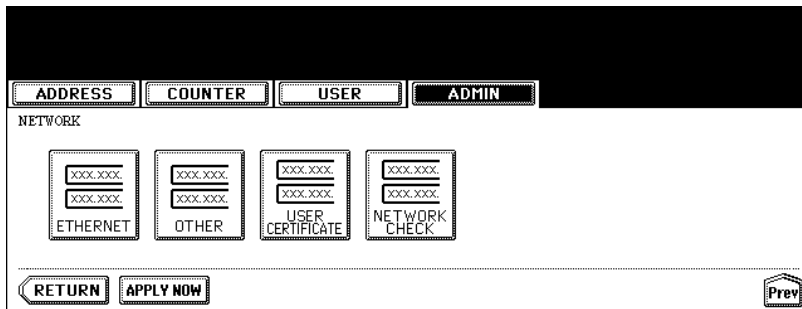 ADDRESS COUNTER USER ADMIN
NETWORK
XXX.XXX. XXX.XXX. XXX.XXX. XXX.XXX.
XXX.XXX. XXX.XXX. XXX.XXX. XXX.XXX.
ETHERNET OTHER USER CERTIFICATE NETWORK CHECK
RETURN APPLY NOW Prev